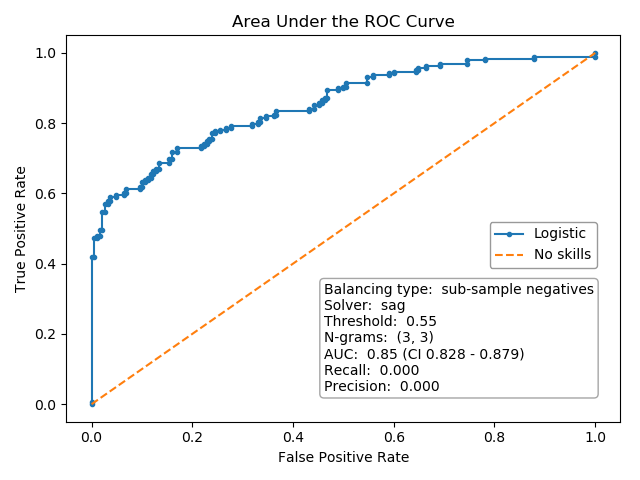 Area Under the ROC Curve
1.0
0.8
0.6
0.4
0.2
0.0
True Positive Rate
Logistic
No skills
Balancing type:  sub-sample negatives
Solver:  sag
Threshold:  0.55
N-grams:  (3, 3)
AUC:  0.85 (CI 0.828 - 0.879)
Recall:  0.000
Precision:  0.000
0.0 0.2 0.4 0.6 0.8 1.0
False Positive Rate